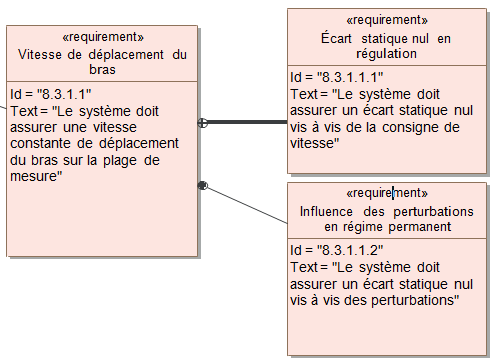 «requirement»
Vitesse de déplacement du
bras
Id = "8.3.1.1"
Text = "Le système doit
assurer une vitesse
constante de déplacement
du bras sur la plage de
mesure"
«requirement»
Écart statique nul en
régulation
Id = "8.3.1.1.1"
Text = "Le système doit
assurer un écart statique nul
vis à vis de la consigne de
vitesse"
«requirement»
Influence des perturbations
en régime permanent
Id = "8.3.1.1.2"
Text = "Le système doit
assurer un écart statique nul
vis à vis des perturbations"